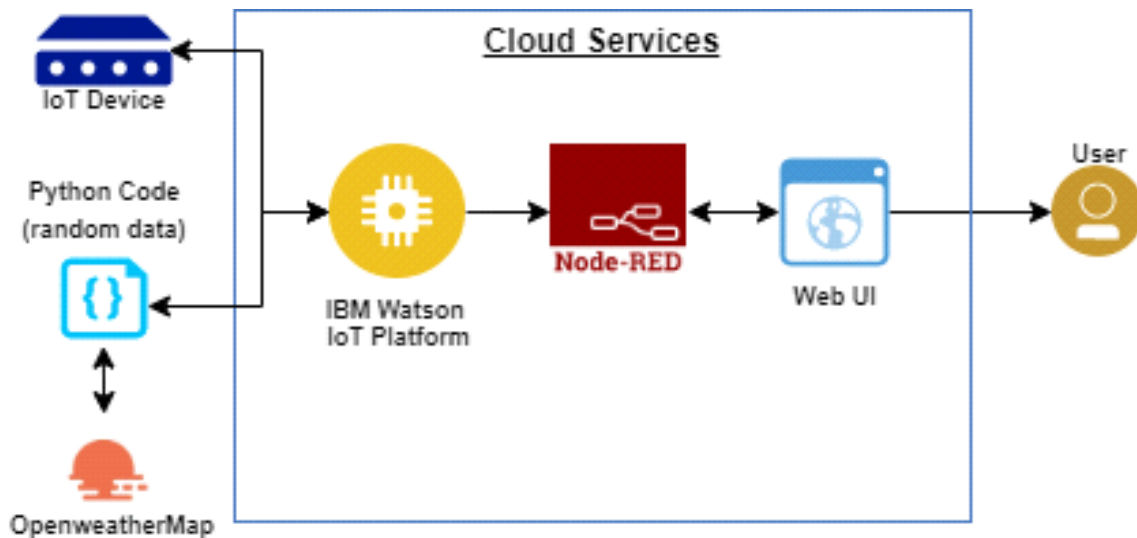 Cloud Services
IoT Device
Python Code
(random data)
OpenweatherMap
IBM Watson
IoT Platform
Node-RED
Web UI
User